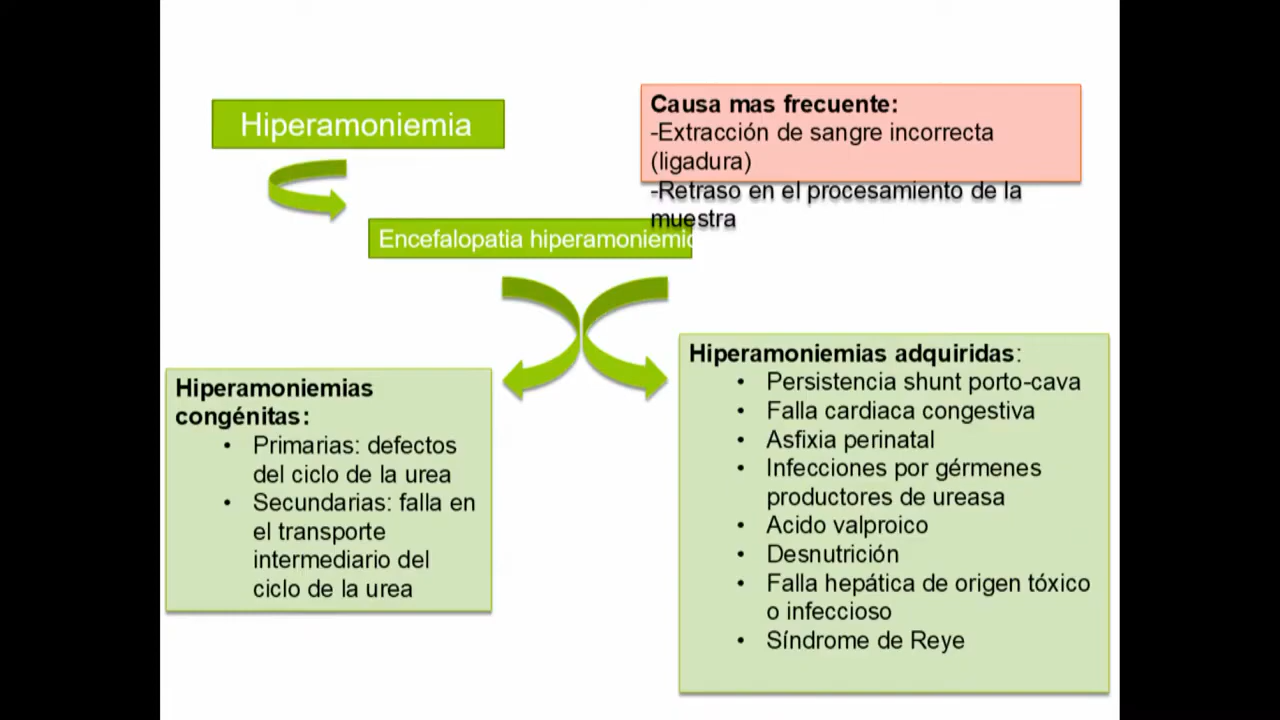 Hiperamoniemia
Causa mas frecuente:
-Extracción de sangre incorrecta
(ligadura)
-Retraso en el procesamiento de la
muestra
Encefalopatia hiperamoniemic
Hiperamoniemias
congénitas:
• Primarias: defectos
del ciclo de la urea
• Secundarias: falla en
el transporte
intermediario del
ciclo de la urea
Hiperamoniemias adquiridas:
• Persistencia shunt porto-cava
• Falla cardiaca congestiva
• Asfixia perinatal
• Infecciones por gérmenes
productores de ureasa
• Acido valproico
• Desnutrición
• Falla hepática de origen tóxico
o infeccioso
• Síndrome de Reye